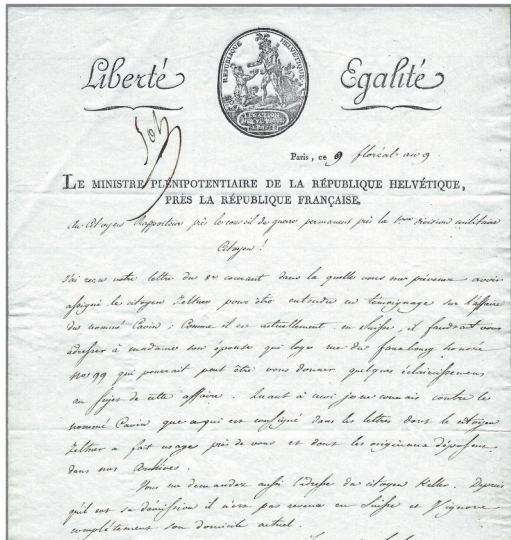 Liberté
Egalité
REPUBLIQUE HELVÉTIQUE
LÉGATION
HELVÉTIQUE
A PARIS
Paris, ce 9 floréal an 9.
LE MINISTRE PLÉNIPOTENTIAIRE DE LA RÉPUBLIQUE HELVÉTIQUE,
PRÈS LA RÉPUBLIQUE FRANÇAISE,
Au Citoyen Rapporteur près le conseil de guerre permanent près la division militaire
Citoyen!
J'ai reçu votre lettre du 8e courant dans la quelle vous me prévenez avoir
assigné le citoyen Zeltner pour être entendu en témoignage sur l'affaire
du nommé Cavin; Comme il est actuellement en Suisse, il faudrait vous
adresser à madame son épouse qui loge rue du fauxbourg honoré
No. 99 qui pourrait peut être vous donner quelques éclaircissemens
au sujet de cette affaire. Quant à moi je ne connais contre le
nommé Cavin que ce qui est consigné dans les lettres dont le citoyen
Zeltner a fait usage près de vous et dont les originaux déposent
dans nos Archives.
Vous me demandez aussi l'adresse du citoyen Keller. Depuis
qu'il eut sa démission il n'est pas revenu en Suisse et j'ignore
complètement son domicile actuel.